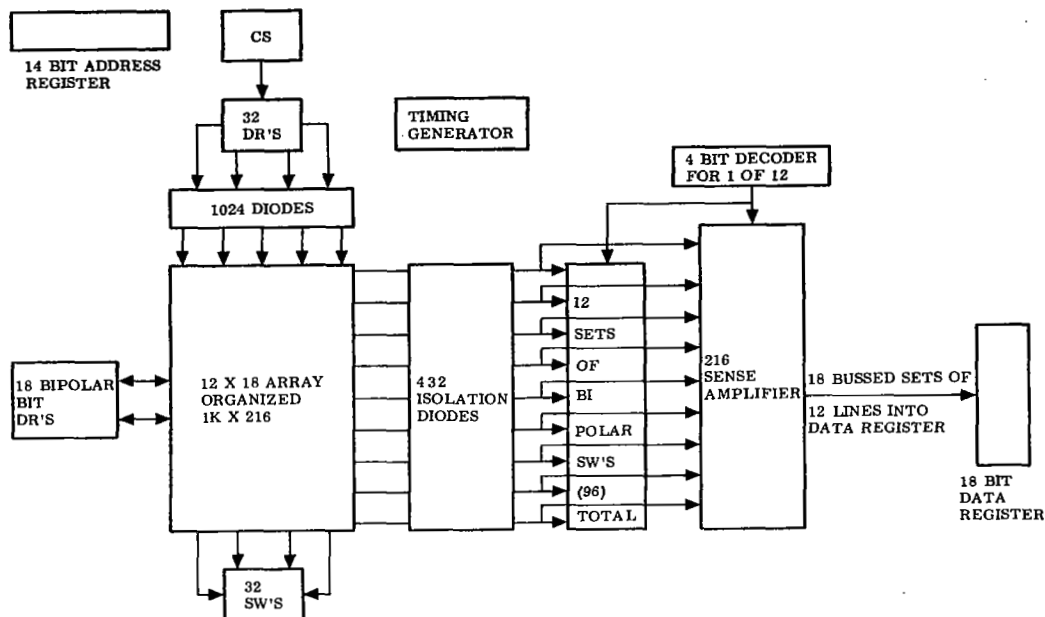 CS
14 BIT ADDRESS
REGISTER
32
DR'S
TIMING
GENERATOR
4 BIT DECODER
FOR 1 OF 12
1024 DIODES
18 BIPOLAR
BIT
DR'S
12 X 18 ARRAY
ORGANIZED
1K X 216
432
ISOLATION
DIODES
12
SETS
OF
BI
POLAR
SW'S
(96)
TOTAL
216
SENSE
AMPLIFIER
18 BUSSED SETS OF
12 LINES INTO
DATA REGISTER
18 BIT
DATA
REGISTER
32
SW'S